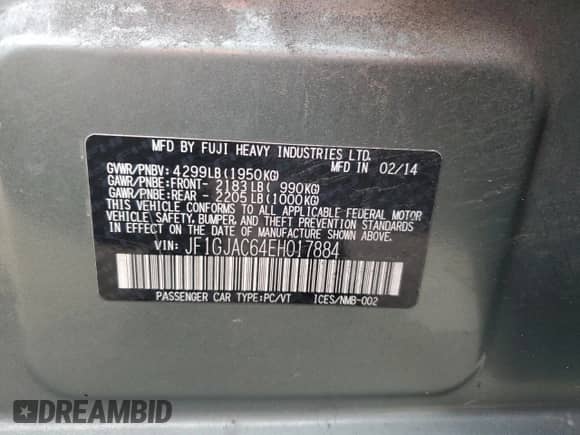 MFD BY FUJI HEAVY INDUSTRIES LTD.
GVWR/PNBV: 4299LB(1950KG) MFD IN 02/14
GAWR/PNBE:FRONT- 2183LB( 990KG)
GAWR/PNBE:REAR - 2205LB(1000KG)
THIS VEHICLE CONFORMS TO ALL APPLICABLE FEDERAL MOTOR
VEHICLE SAFETY, BUMPER, AND THEFT PREVENTION STANDARDS
IN EFFECT ON THE DATE OF MANUFACTURE SHOWN ABOVE.
VIN: JF1GJAC64EH017884
PASSENGER CAR TYPE:PC/VT ICES/NMB-002
DREAMBID